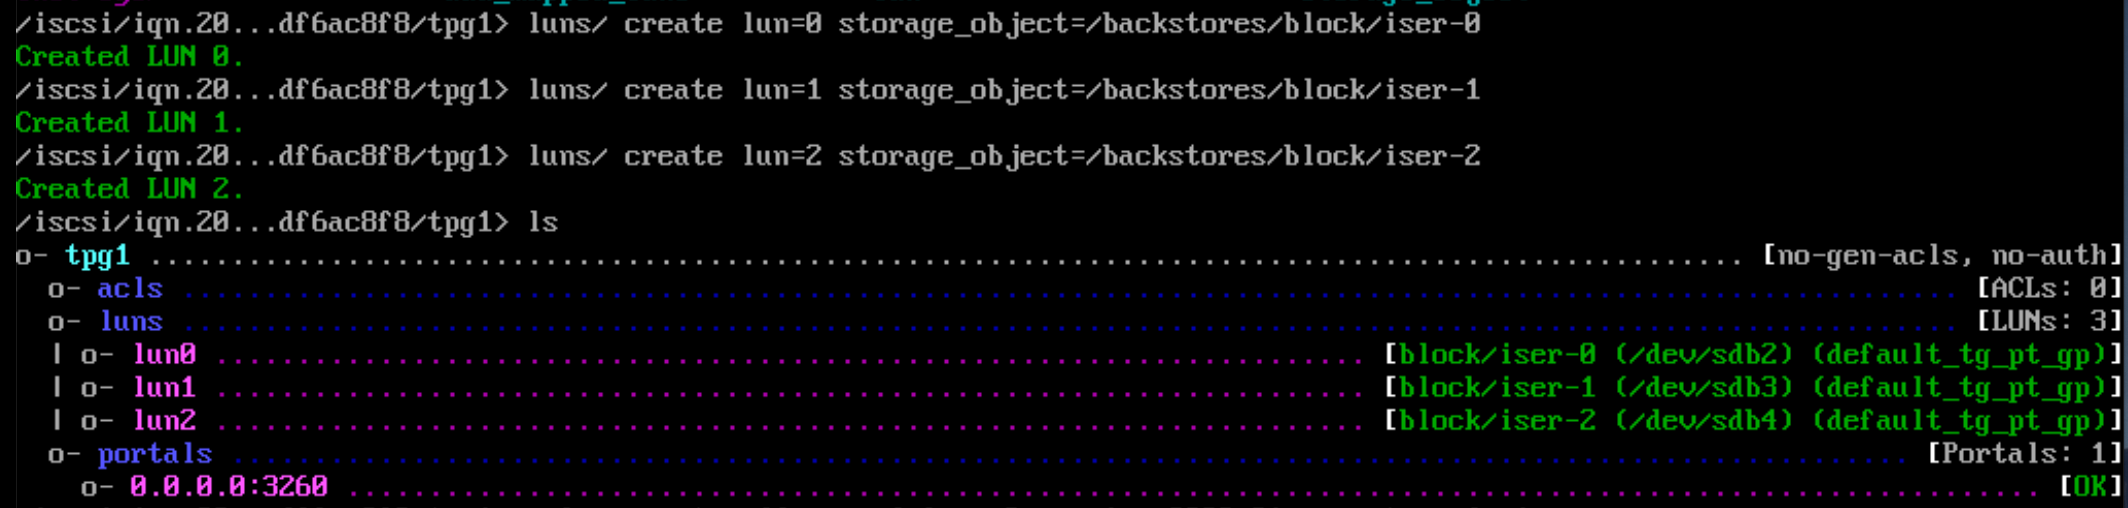 /iscsi/iqn.20...df6ac8f8/tpg1> luns/ create lun=0 storage_object=/backstores/block/iser-0
Created LUN 0.
/iscsi/iqn.20...df6ac8f8/tpg1> luns/ create lun=1 storage_object=/backstores/block/iser-1
Created LUN 1.
/iscsi/iqn.20...df6ac8f8/tpg1> luns/ create lun=2 storage_object=/backstores/block/iser-2
Created LUN 2.
/iscsi/iqn.20...df6ac8f8/tpg1> ls
o- tpg1 ................................................................................................. [no-gen-acls, no-auth]
  o- acls ............................................................................................................ [ACLs: 0]
  o- luns ............................................................................................................ [LUNs: 3]
  | o- lun0 ...................................................................... [block/iser-0 (/dev/sdb2) (default_tg_pt_gp)]
  | o- lun1 ...................................................................... [block/iser-1 (/dev/sdb3) (default_tg_pt_gp)]
  | o- lun2 ...................................................................... [block/iser-2 (/dev/sdb4) (default_tg_pt_gp)]
  o- portals ...................................................................................................... [Portals: 1]
    o- 0.0.0.0:3260 ....................................................................................................... [OK]